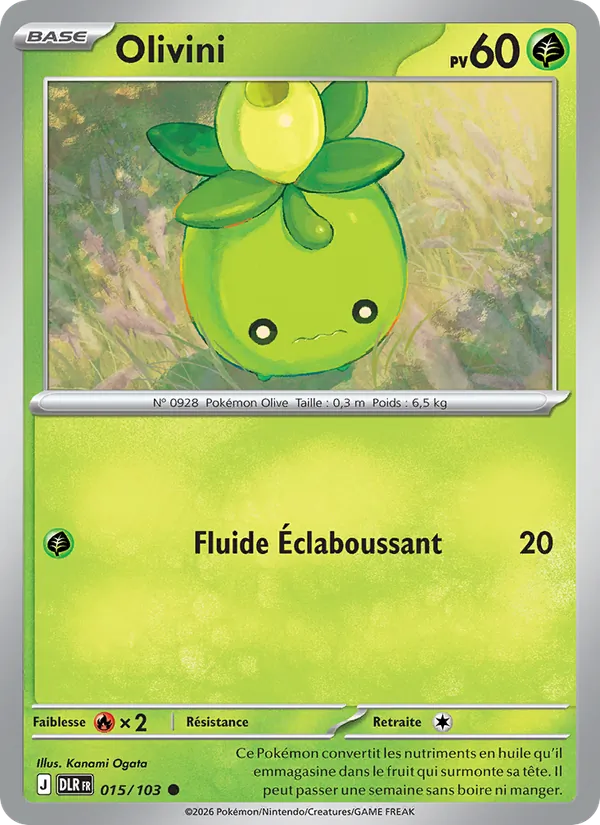 BASE Olivini PV 60
N° 0928 Pokémon Olive Taille : 0,3 m Poids : 6,5 kg
Fluide Éclaboussant 20
Faiblesse × 2 Résistance Retraite
Illus. Kanami Ogata
Ce Pokémon convertit les nutriments en huile qu'il
emmagasine dans le fruit qui surmonte sa tête. Il
peut passer une semaine sans boire ni manger.
J DLR FR 015/103
©2026 Pokémon/Nintendo/Creatures/GAME FREAK